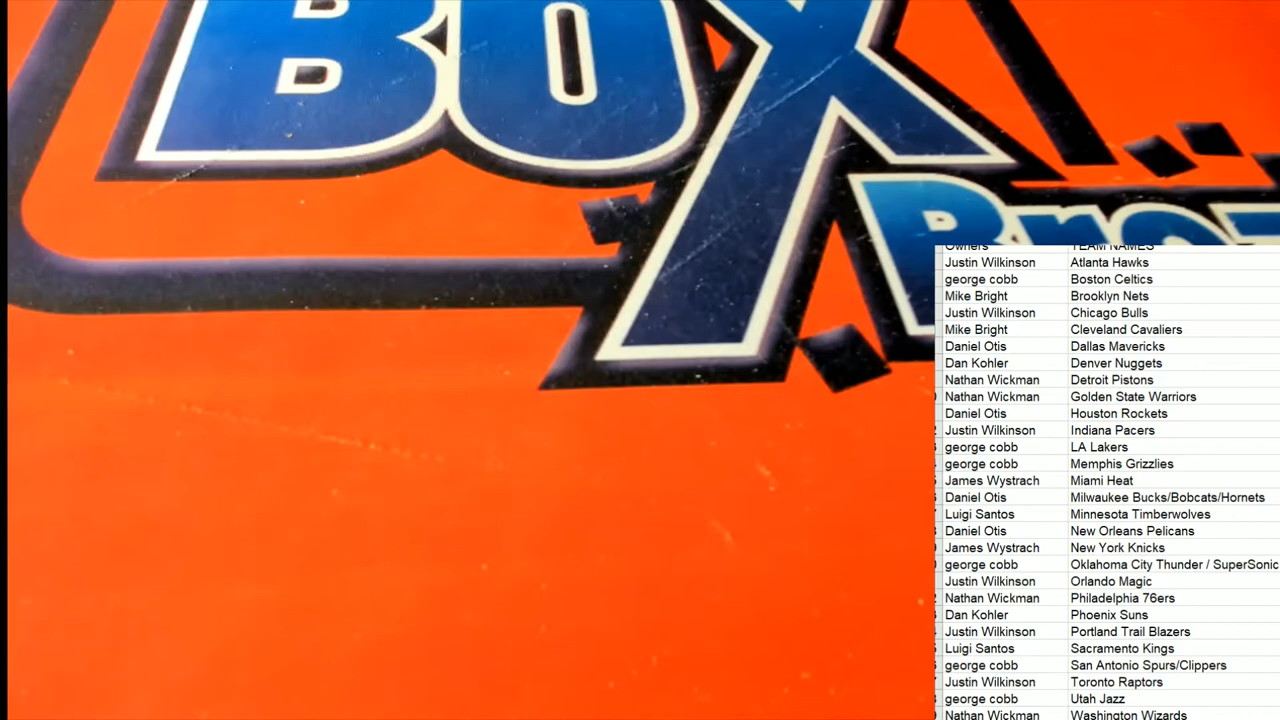 BOX
Owners TEAM NAMES
Justin Wilkinson Atlanta Hawks
george cobb Boston Celtics
Mike Bright Brooklyn Nets
Justin Wilkinson Chicago Bulls
Mike Bright Cleveland Cavaliers
Daniel Otis Dallas Mavericks
Dan Kohler Denver Nuggets
Nathan Wickman Detroit Pistons
Nathan Wickman Golden State Warriors
Daniel Otis Houston Rockets
Justin Wilkinson Indiana Pacers
george cobb LA Lakers
george cobb Memphis Grizzlies
James Wystrach Miami Heat
Daniel Otis Milwaukee Bucks/Bobcats/Hornets
Luigi Santos Minnesota Timberwolves
Daniel Otis New Orleans Pelicans
James Wystrach New York Knicks
george cobb Oklahoma City Thunder / SuperSonic
Justin Wilkinson Orlando Magic
Nathan Wickman Philadelphia 76ers
Dan Kohler Phoenix Suns
Justin Wilkinson Portland Trail Blazers
Luigi Santos Sacramento Kings
george cobb San Antonio Spurs/Clippers
Justin Wilkinson Toronto Raptors
george cobb Utah Jazz
Nathan Wickman Washington Wizards